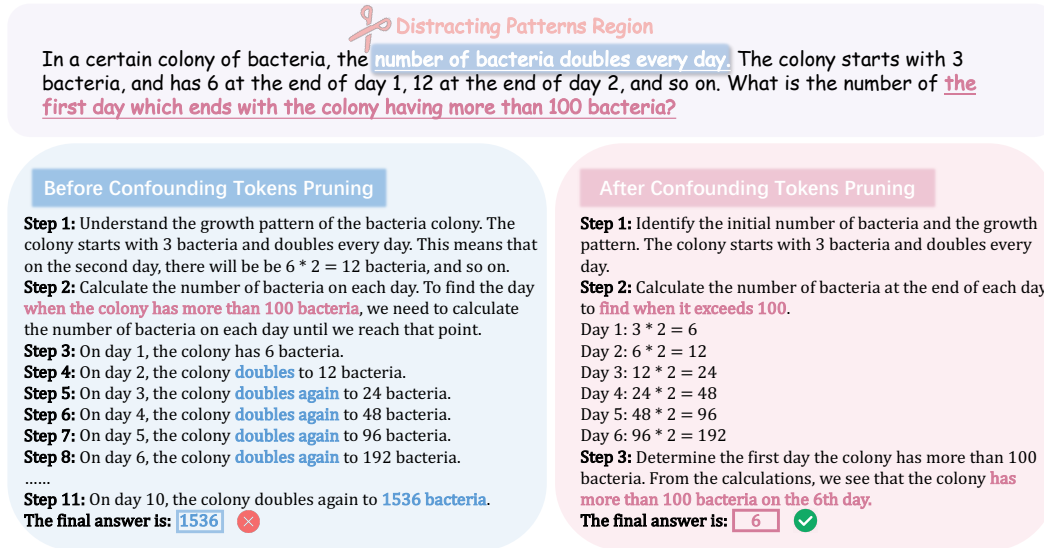 Distracting Patterns Region
In a certain colony of bacteria, the number of bacteria doubles every day. The colony starts with 3
bacteria, and has 6 at the end of day 1, 12 at the end of day 2, and so on. What is the number of the
first day which ends with the colony having more than 100 bacteria?
Before Confounding Tokens Pruning
Step 1: Understand the growth pattern of the bacteria colony. The
colony starts with 3 bacteria and doubles every day. This means that
on the second day, there will be be 6 * 2 = 12 bacteria, and so on.
Step 2: Calculate the number of bacteria on each day. To find the day
when the colony has more than 100 bacteria, we need to calculate
the number of bacteria on each day until we reach that point.
Step 3: On day 1, the colony has 6 bacteria.
Step 4: On day 2, the colony doubles to 12 bacteria.
Step 5: On day 3, the colony doubles again to 24 bacteria.
Step 6: On day 4, the colony doubles again to 48 bacteria.
Step 7: On day 5, the colony doubles again to 96 bacteria.
Step 8: On day 6, the colony doubles again to 192 bacteria.
......
Step 11: On day 10, the colony doubles again to 1536 bacteria.
The final answer is: 1536
After Confounding Tokens Pruning
Step 1: Identify the initial number of bacteria and the growth
pattern. The colony starts with 3 bacteria and doubles every
day.
Step 2: Calculate the number of bacteria at the end of each day
to find when it exceeds 100.
Day 1: 3 * 2 = 6
Day 2: 6 * 2 = 12
Day 3: 12 * 2 = 24
Day 4: 24 * 2 = 48
Day 5: 48 * 2 = 96
Day 6: 96 * 2 = 192
Step 3: Determine the first day the colony has more than 100
bacteria. From the calculations, we see that the colony has
more than 100 bacteria on the 6th day.
The final answer is: 6